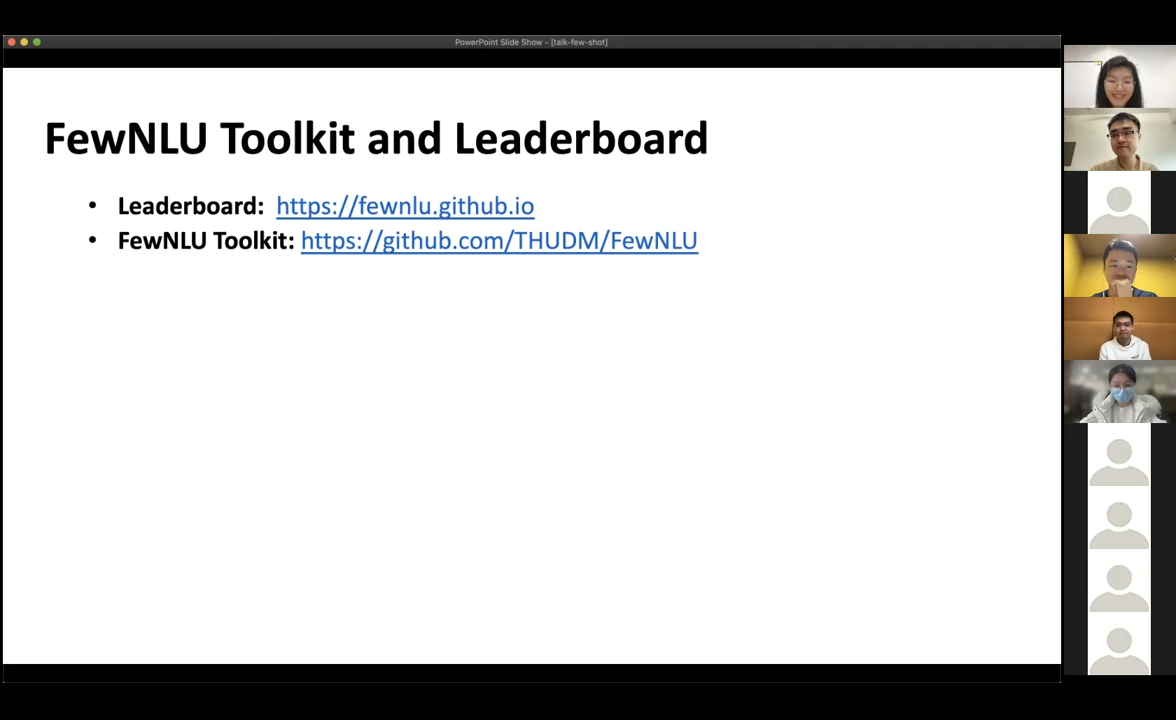 PowerPoint Slide Show - [talk-few-shot]
FewNLU Toolkit and Leaderboard
• Leaderboard: https://fewnlu.github.io
• FewNLU Toolkit: https://github.com/THUDM/FewNLU